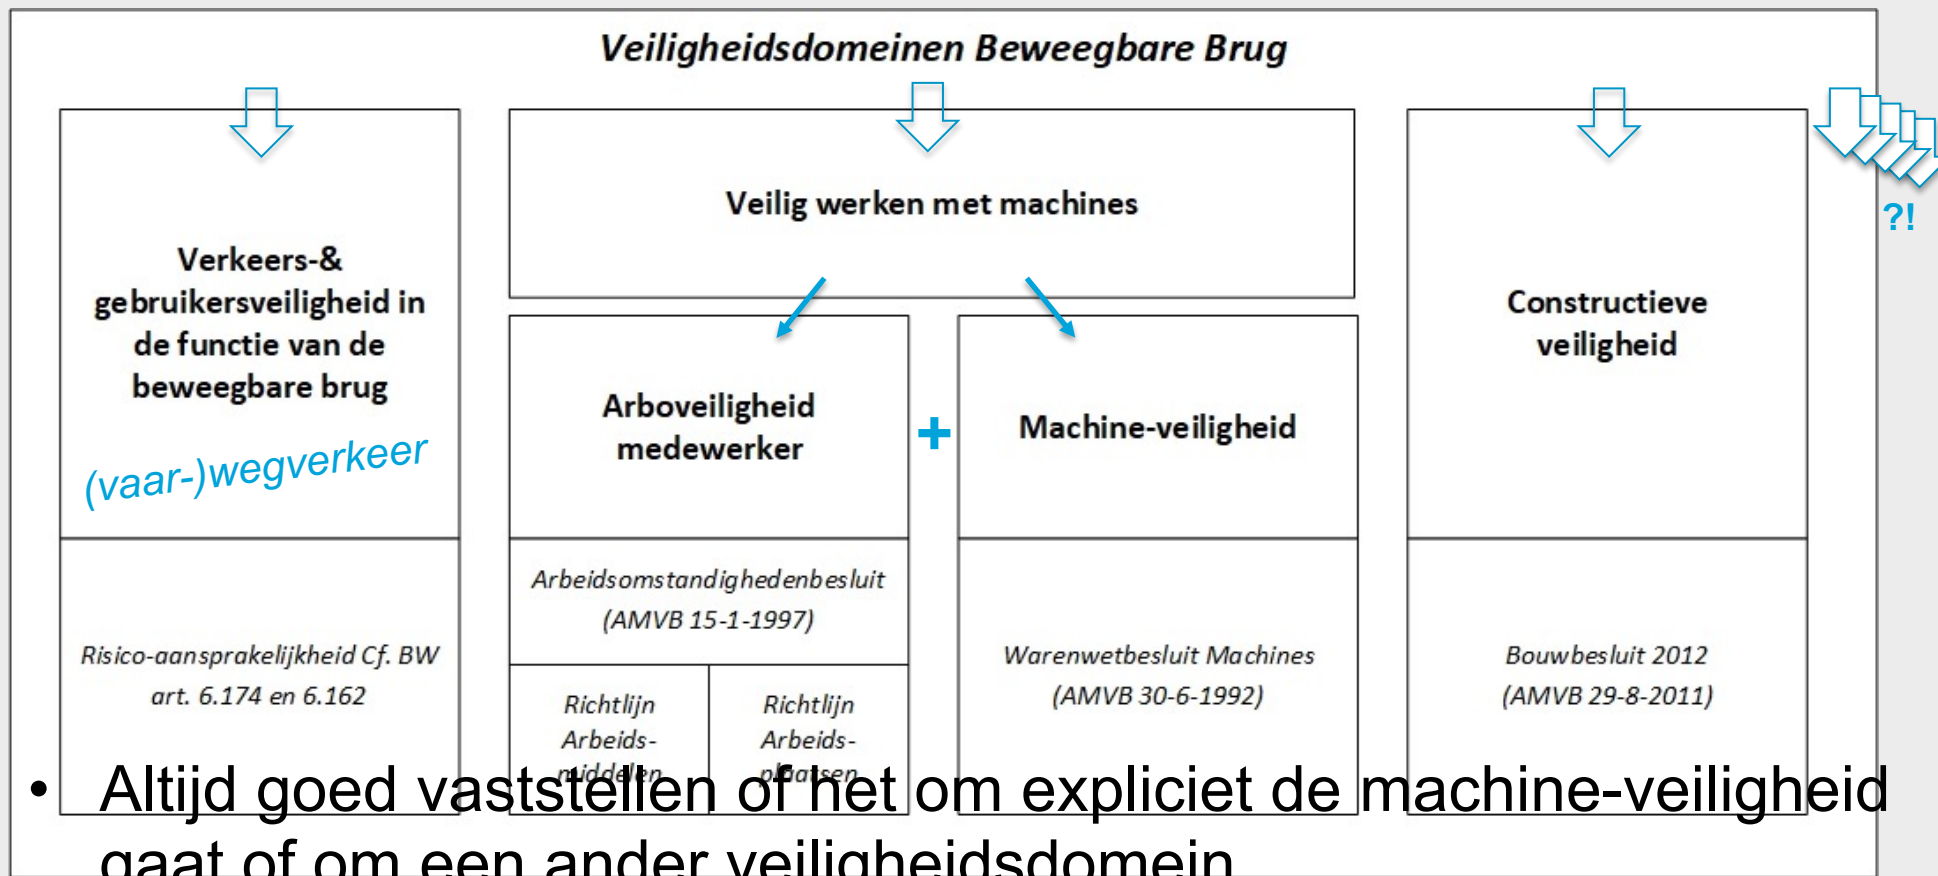 Veiligheidsdomeinen Beweegbare Brug
Verkeers-&
gebruikersveiligheid in
de functie van de
beweegbare brug
(vaar-)wegverkeer
Risico-aansprakelijkheid Cf. BW
art. 6.174 en 6.162
Veilig werken met machines
Arboveiligheid
medewerker
Arbeidsomstandighedenbesluit
(AMVB 15-1-1997)
Richtlijn
Arbeids-
middelen
Richtlijn
Arbeids-
plaatsen
+
Machine-veiligheid
Warenwetbesluit Machines
(AMVB 30-6-1992)
Constructieve
veiligheid
Bouwbesluit 2012
(AMVB 29-8-2011)
?!
• Altijd goed vaststellen of het om expliciet de machine-veiligheid
gaat of om een ander veiligheidsdomein